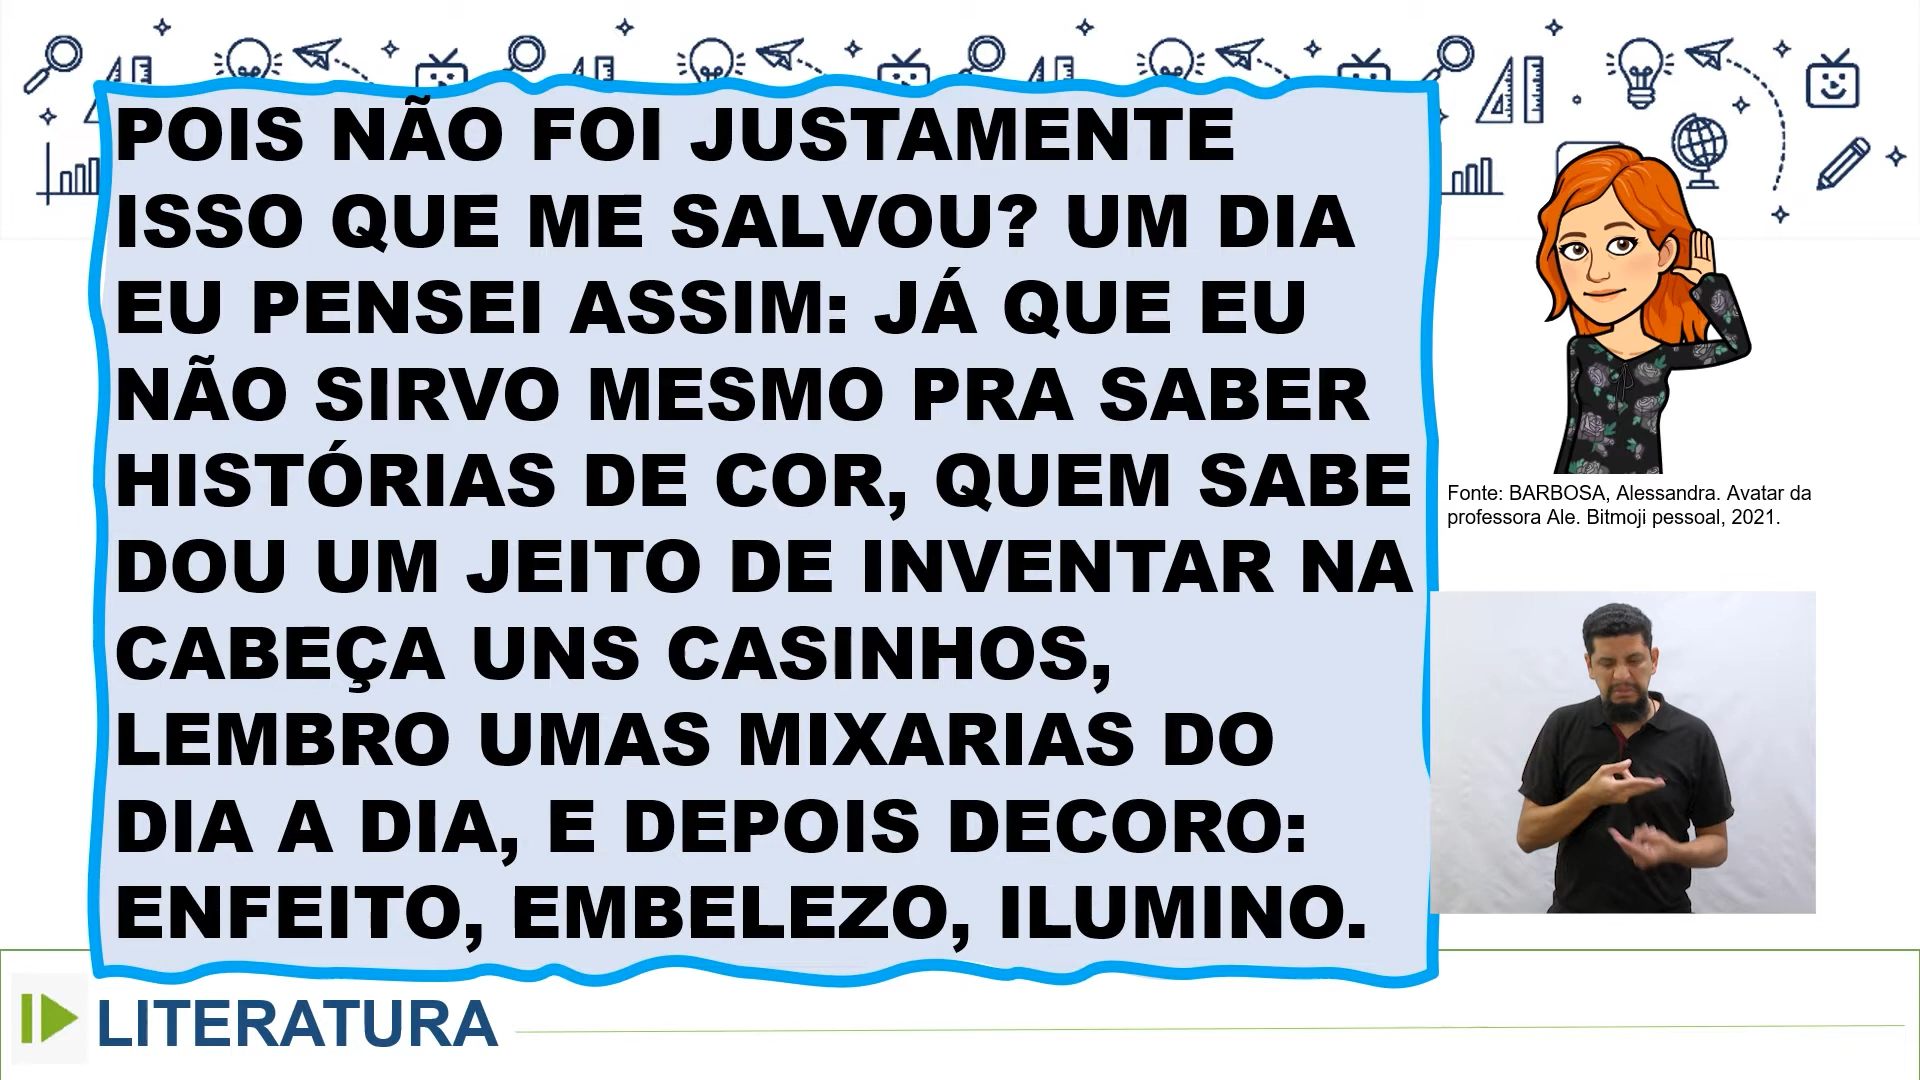 POIS NÃO FOI JUSTAMENTE
ISSO QUE ME SALVOU? UM DIA
EU PENSEI ASSIM: JÁ QUE EU
NÃO SIRVO MESMO PRA SABER
HISTÓRIAS DE COR, QUEM SABE
DOU UM JEITO DE INVENTAR NA
CABEÇA UNS CASINHOS,
LEMBRO UMAS MIXARIAS DO
DIA A DIA, E DEPOIS DECORO:
ENFEITO, EMBELEZO, ILUMINO.
Fonte: BARBOSA, Alessandra. Avatar da
professora Ale. Bitmoji pessoal, 2021.
LITERATURA